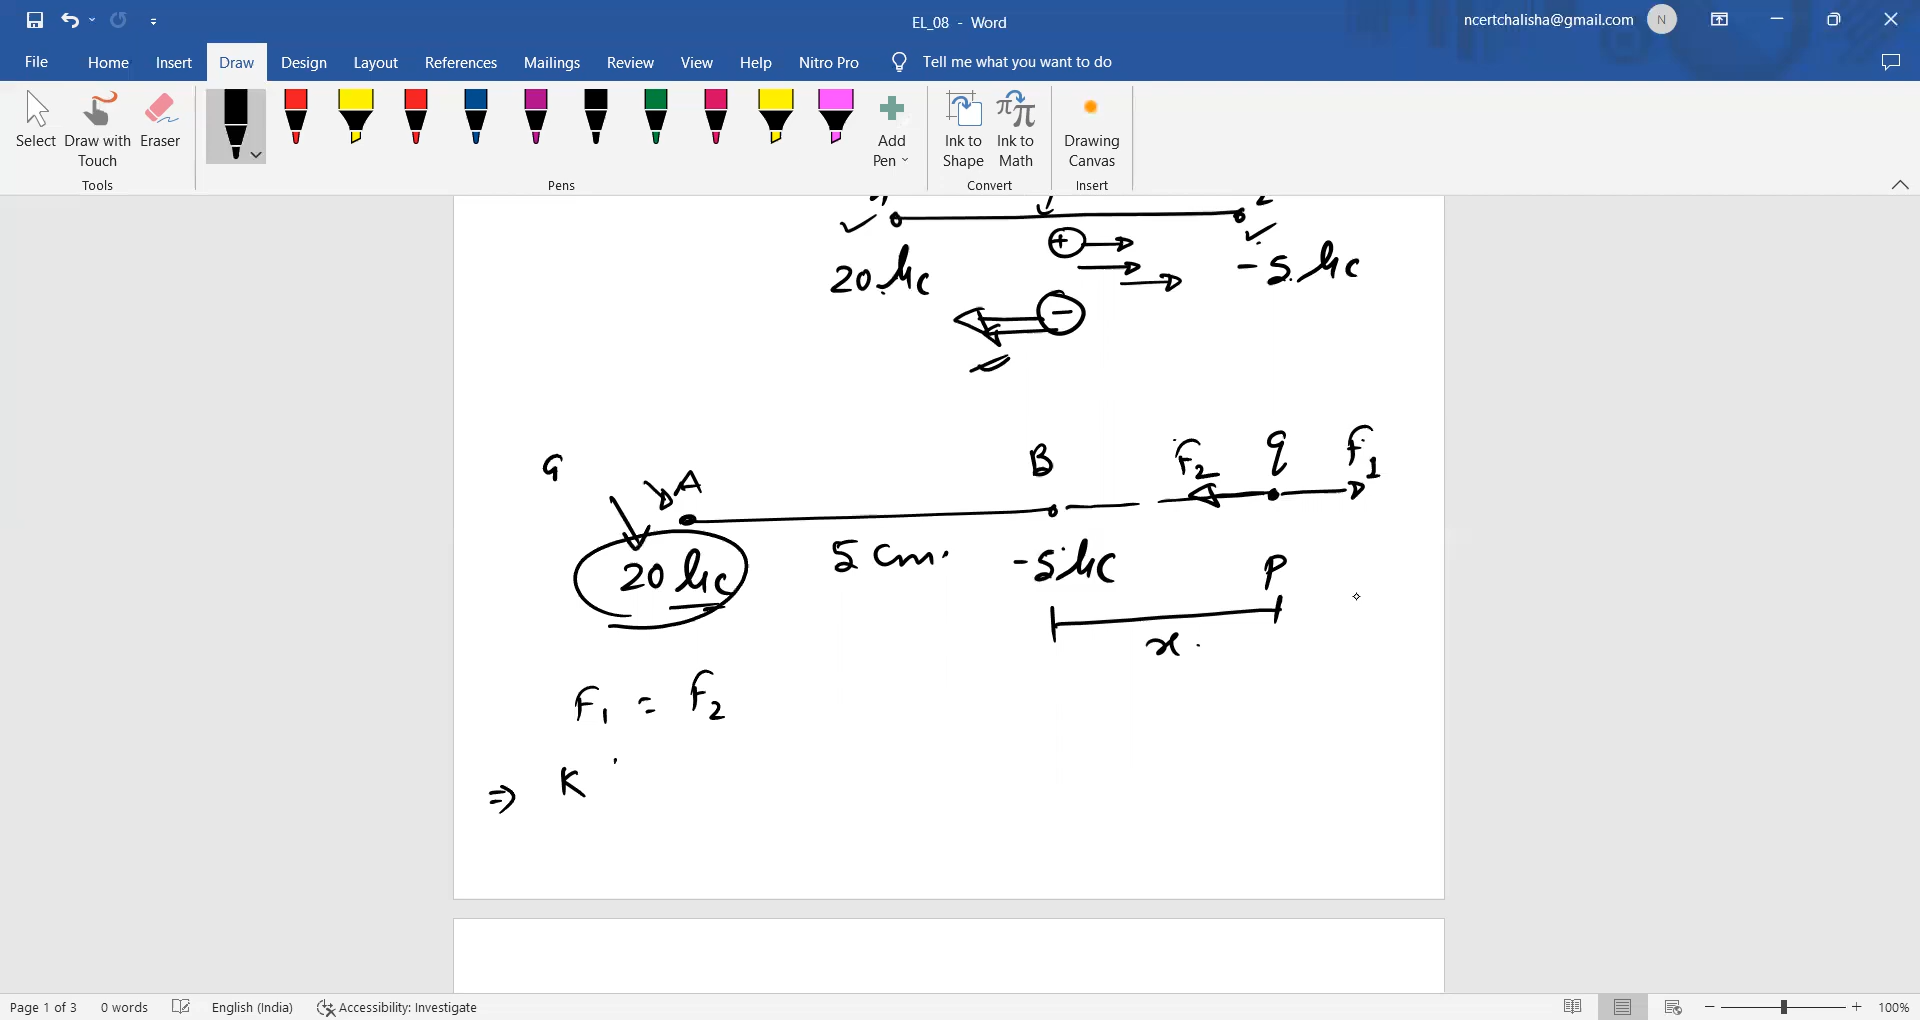 EL_08 - Word
ncertchalisha@gmail.com N
File Home Insert Draw Design Layout References Mailings Review View Help Nitro Pro Tell me what you want to do
Select
Draw with Touch
Eraser
Add Pen
Ink to Shape
Ink to Math
Drawing Canvas
Tools
Pens
Convert
Insert
+
20 μc
-5 μc
−
A
B
F2
q
F1
20 μc
5 cm.
-5 μc
P
x
F1 = F2
⇒ K
Page 1 of 3 0 words English (India) Accessibility: Investigate
100%